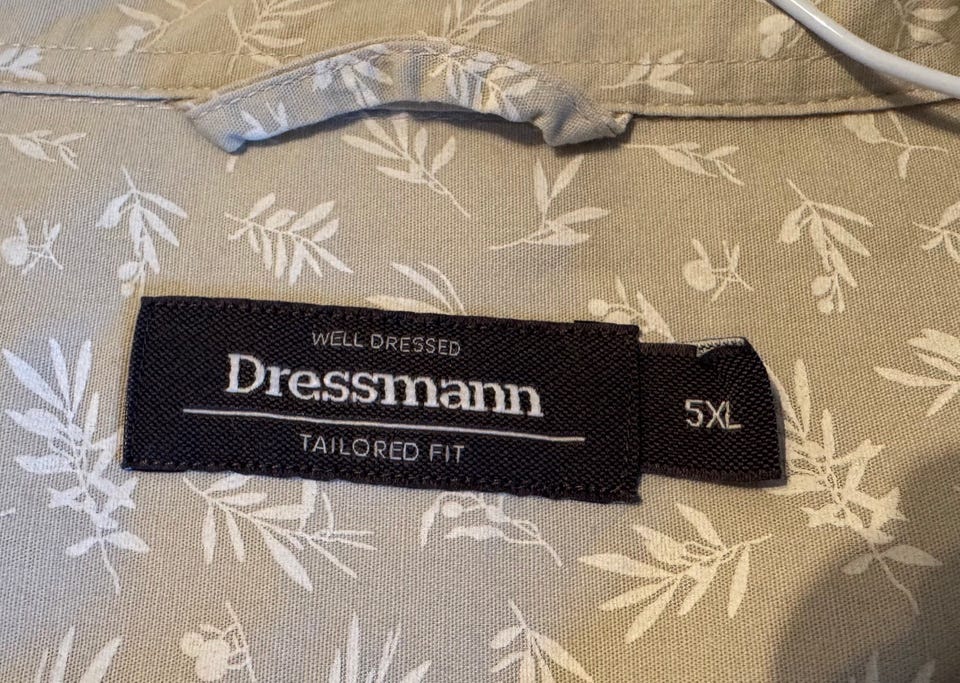 WELL DRESSED
Dressmann
TAILORED FIT
5XL